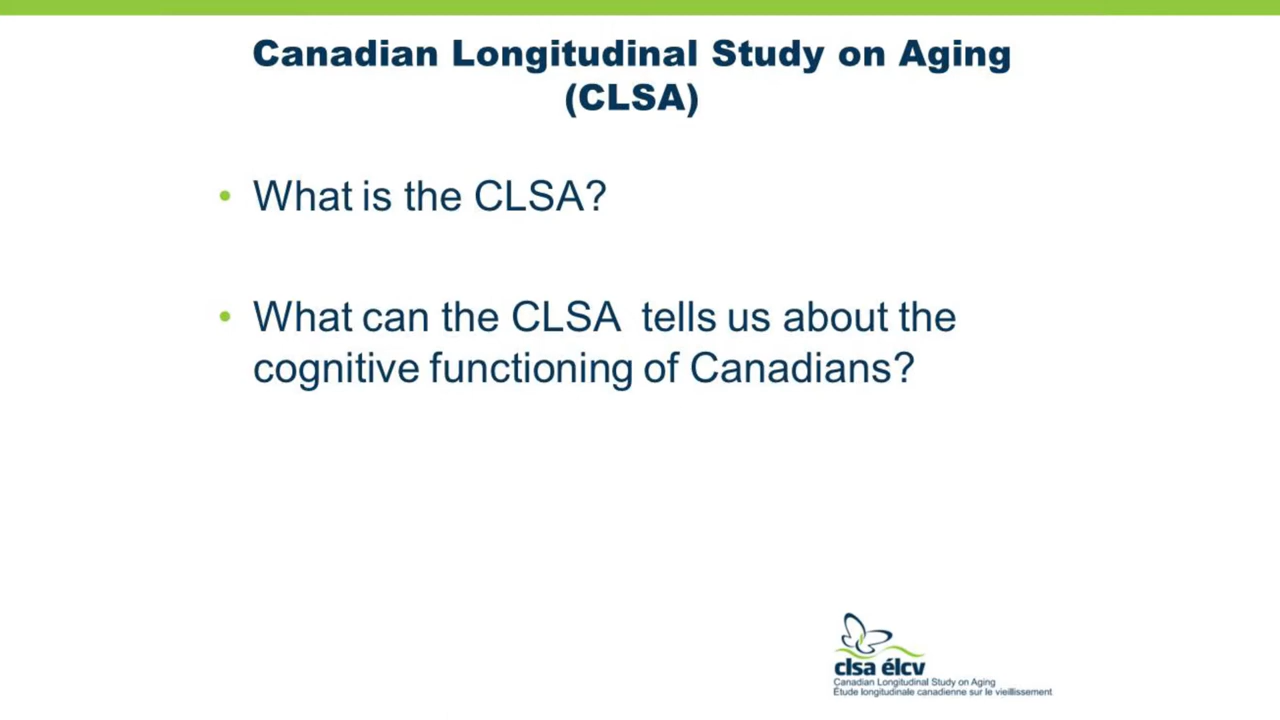 Canadian Longitudinal Study on Aging
(CLSA)
• What is the CLSA?
• What can the CLSA  tells us about the
cognitive functioning of Canadians?
clsa élcv
Canadian Longitudinal Study on Aging
Étude longitudinale canadienne sur le vieillissement